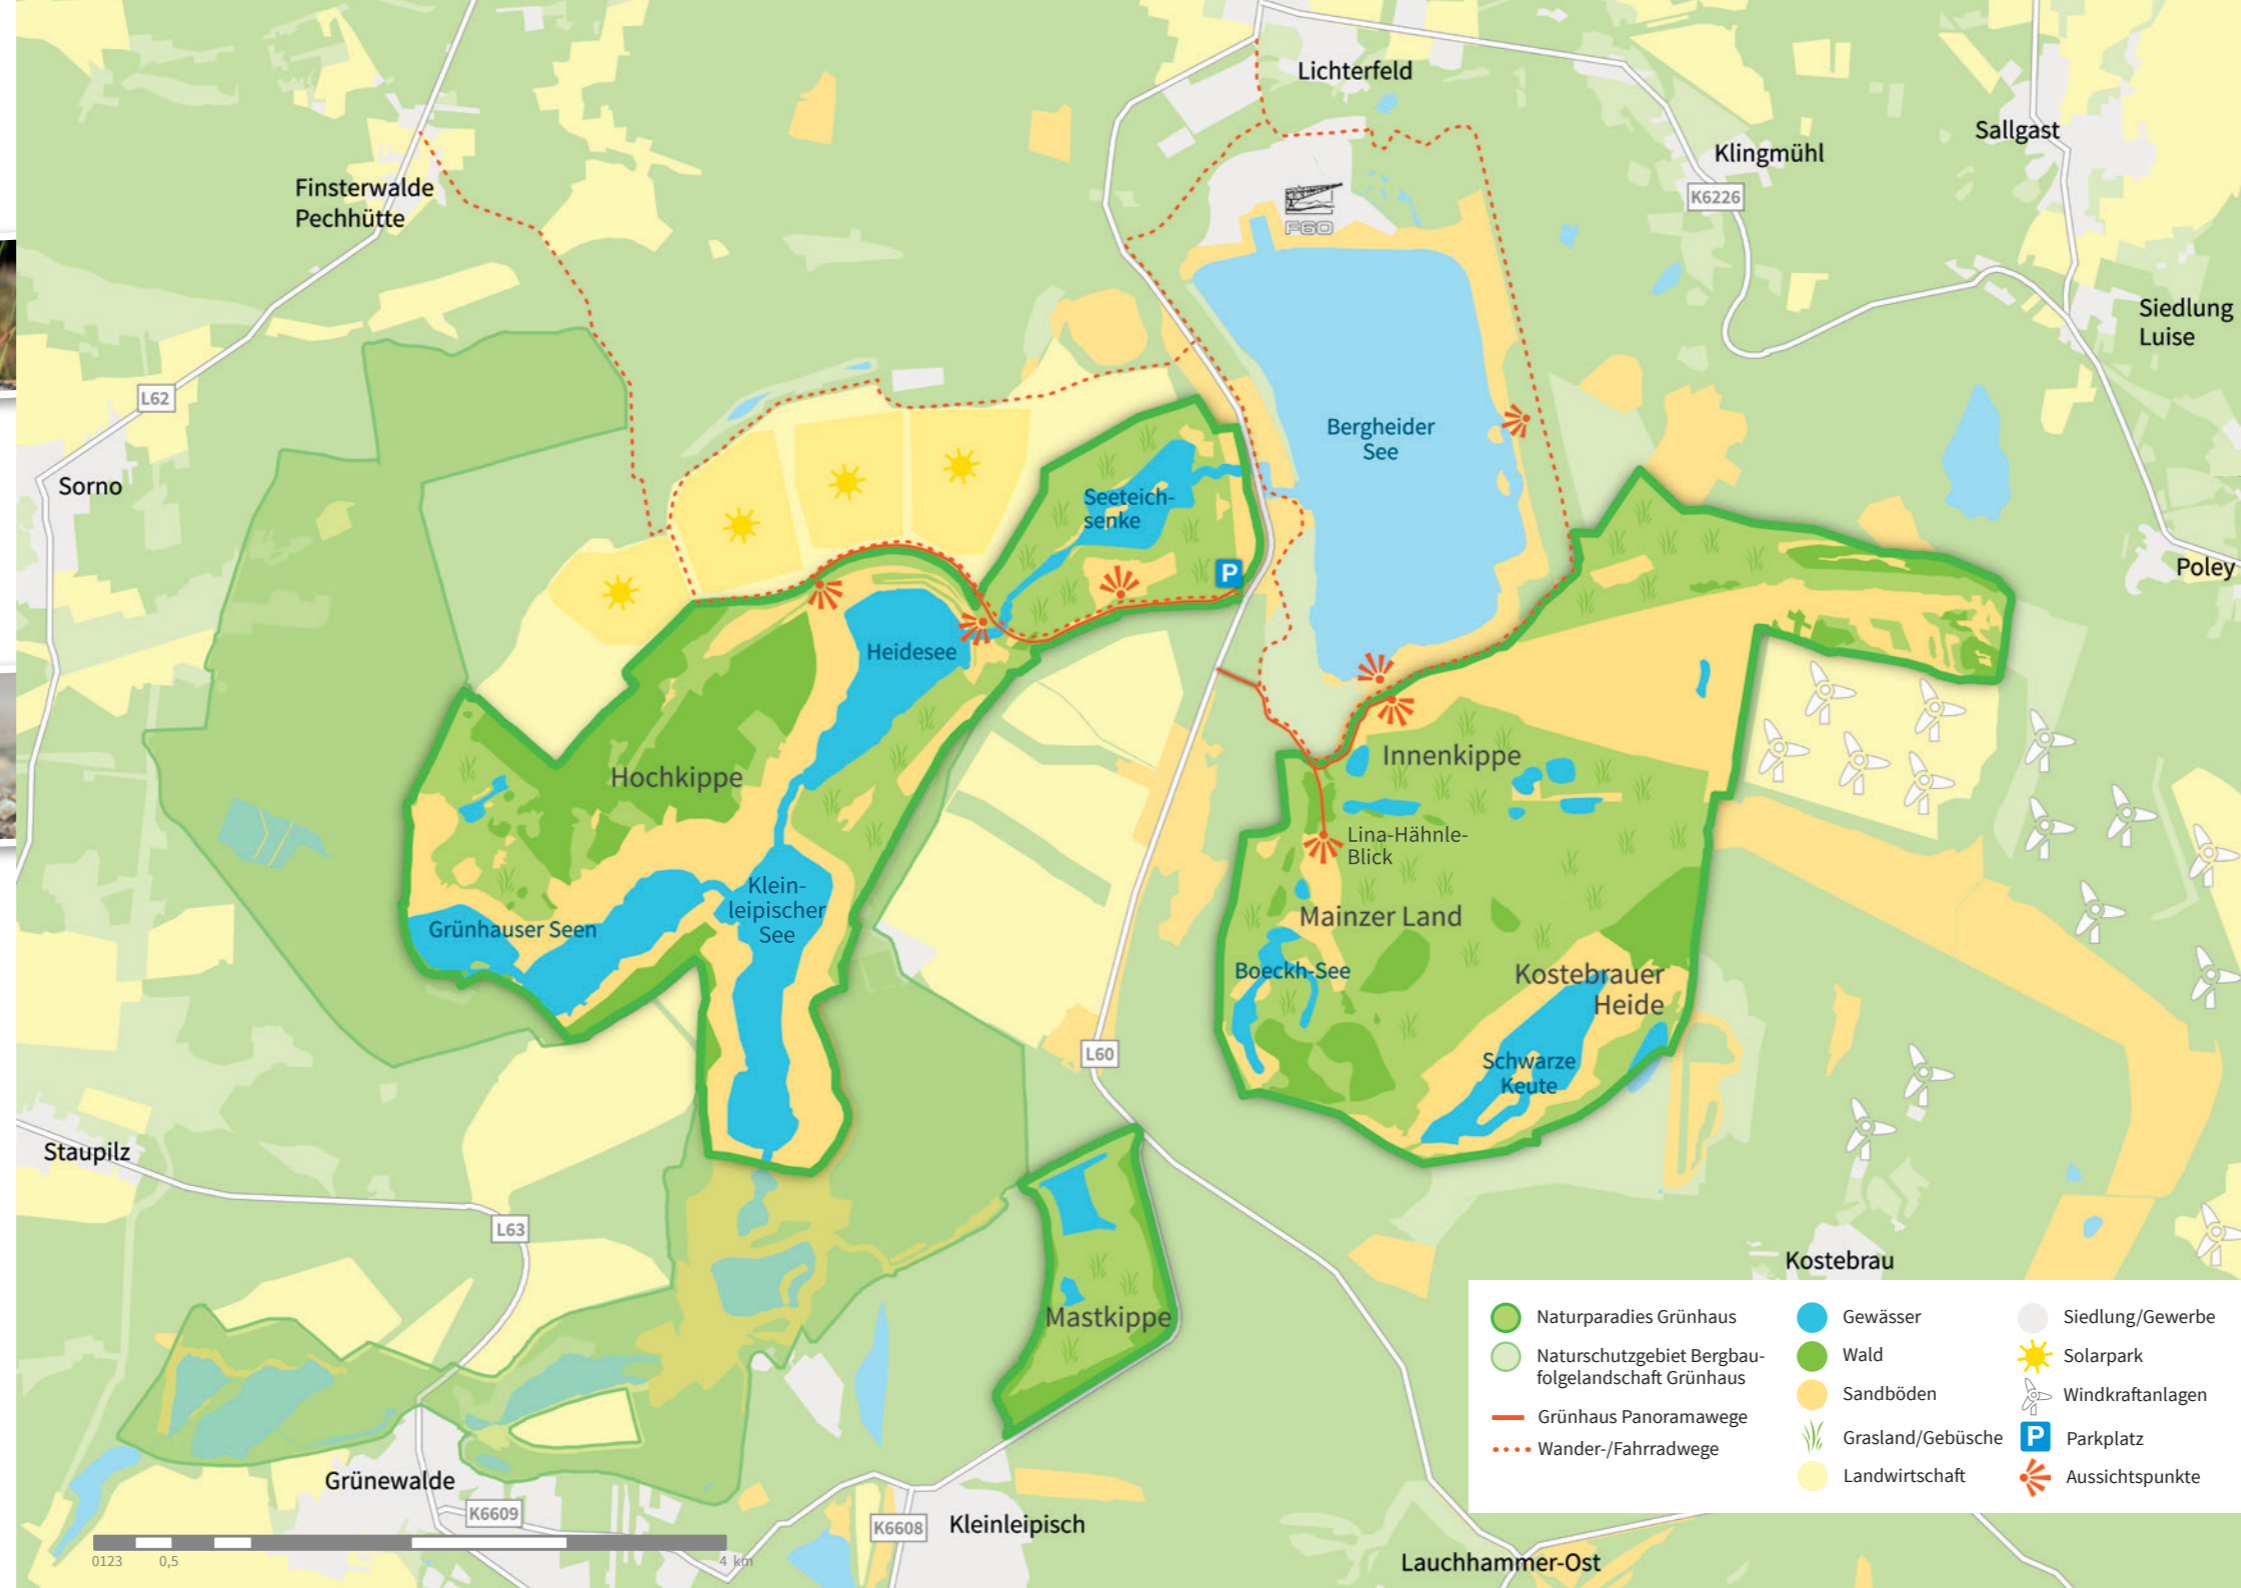 Lichterfeld
Sallgast
Klingmühl
Finsterwalde
Pechhütte
K6226
F60
Siedlung
Luise
L62
Bergheider
See
Sorno
Seeteich-
senke
P
Poley
Heidesee
Hochkippe
Innenkippe
Lina-Hähnle-
Blick
Klein-
leipischer
See
Grünhauser Seen
Mainzer Land
Boeckh-See
Kostebrauer
Heide
L60
Schwarze
Keute
Staupilz
L63
Kostebrau
Mastkippe
Grünewalde
K6609
K6608
Kleinleipisch
Lauchhammer-Ost
0123 0,5 4 km
Naturparadies Grünhaus
Naturschutzgebiet Bergbau-
folgelandschaft Grünhaus
Grünhaus Panoramawege
Wander-/Fahrradwege
Gewässer
Wald
Sandböden
Grasland/Gebüsche
Landwirtschaft
Siedlung/Gewerbe
Solarpark
Windkraftanlagen
P Parkplatz
Aussichtspunkte